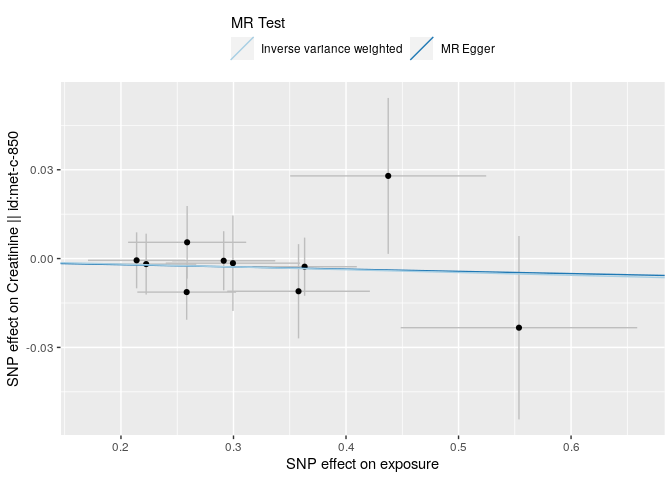 MR Test
Inverse variance weighted
MR Egger
SNP effect on Creatinine || id:met-c-850
0.03
0.00
-0.03
0.2
0.3
0.4
0.5
0.6
SNP effect on exposure